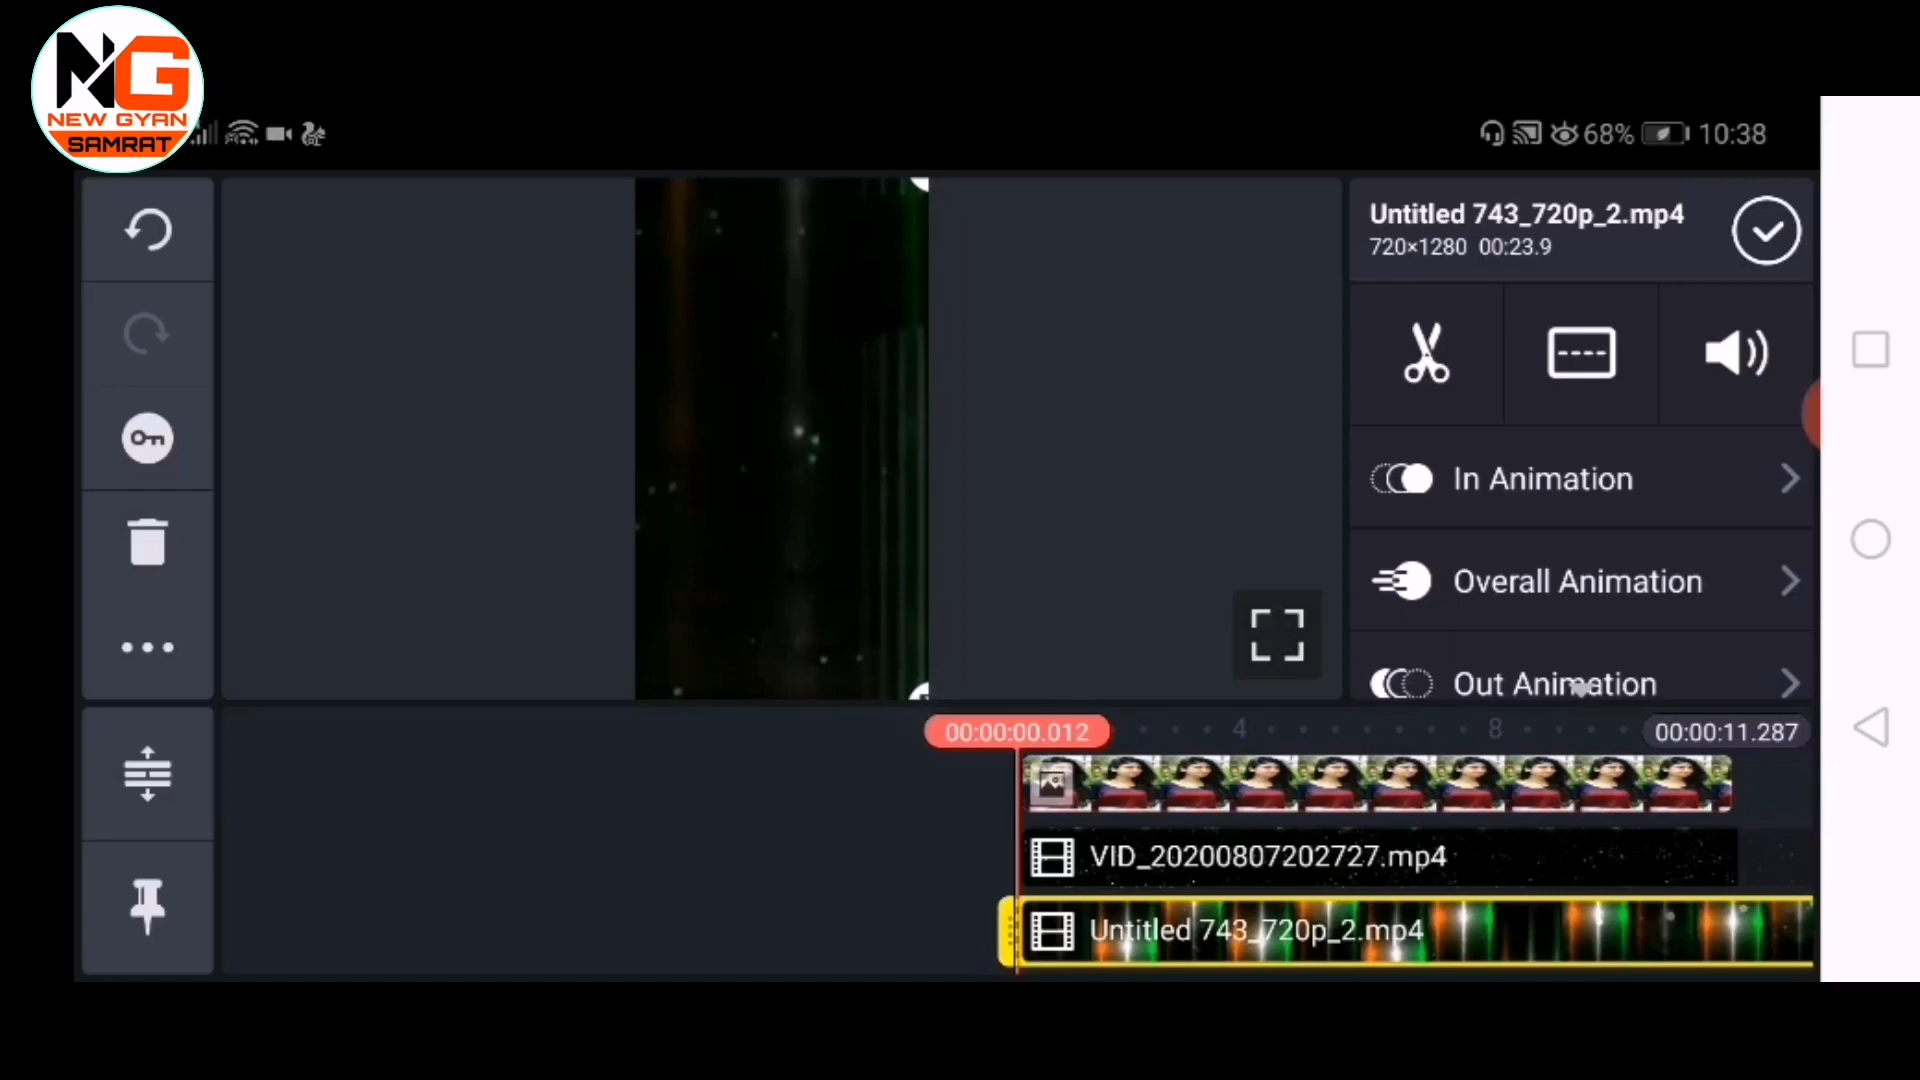 NG
NEW GYAN
SAMRAT
68% 10:38
Untitled 743_720p_2.mp4
720×1280 00:23.9
In Animation
Overall Animation
Out Animation
00:00:00.012
4
8
00:00:11.287
VID_20200807202727.mp4
Untitled 743_720p_2.mp4